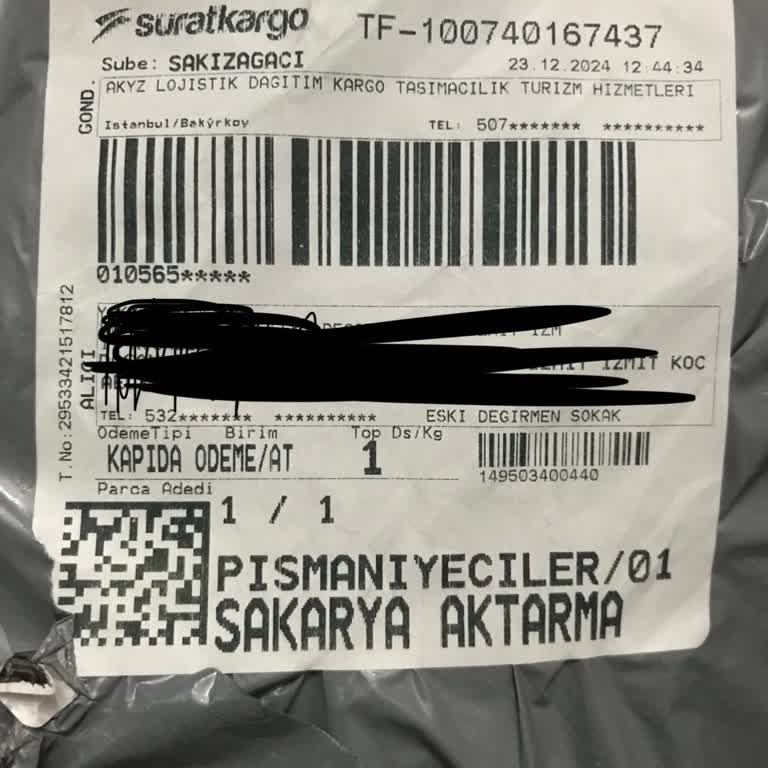 suratkargo TF-100740167437
Sube: SAKIZAGACI 23.12.2024 12:44:34
GOND.
AKYZ LOJISTIK DAGITIM KARGO TASIMACILIK TURIZM HIZMETLERI
Istanbul/Bakýrkoy TEL: 507******* **********
010565*****
T.No:29533421517812
ALICI
IZM
IZMIT KOC
TEL: 532******* ********** ESKI DEGIRMEN SOKAK
OdemeTipi Birim Top Ds/Kg
KAPIDA ODEME/AT 1
149503400440
Parca Adedi
1 / 1
PISMANIYECILER/01
SAKARYA AKTARMA